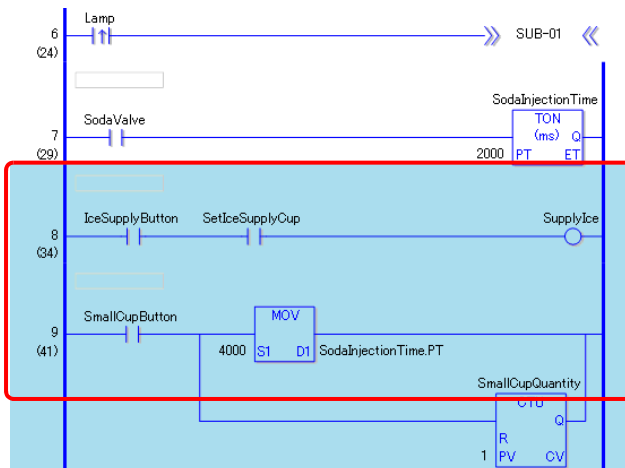 Lamp
6
SUB-01
(24)
SodaInjectionTime
SodaValve
TON
7
(ms) Q
(29)
2000 PT ET
IceSupplyButton SetIceSupplyCup SupplyIce
8
(34)
SmallCupButton
MOV
9
(41)
4000 S1 D1 SodaInjectionTime.PT
SmallCupQuantity
CTU
Q
R
1 PV CV